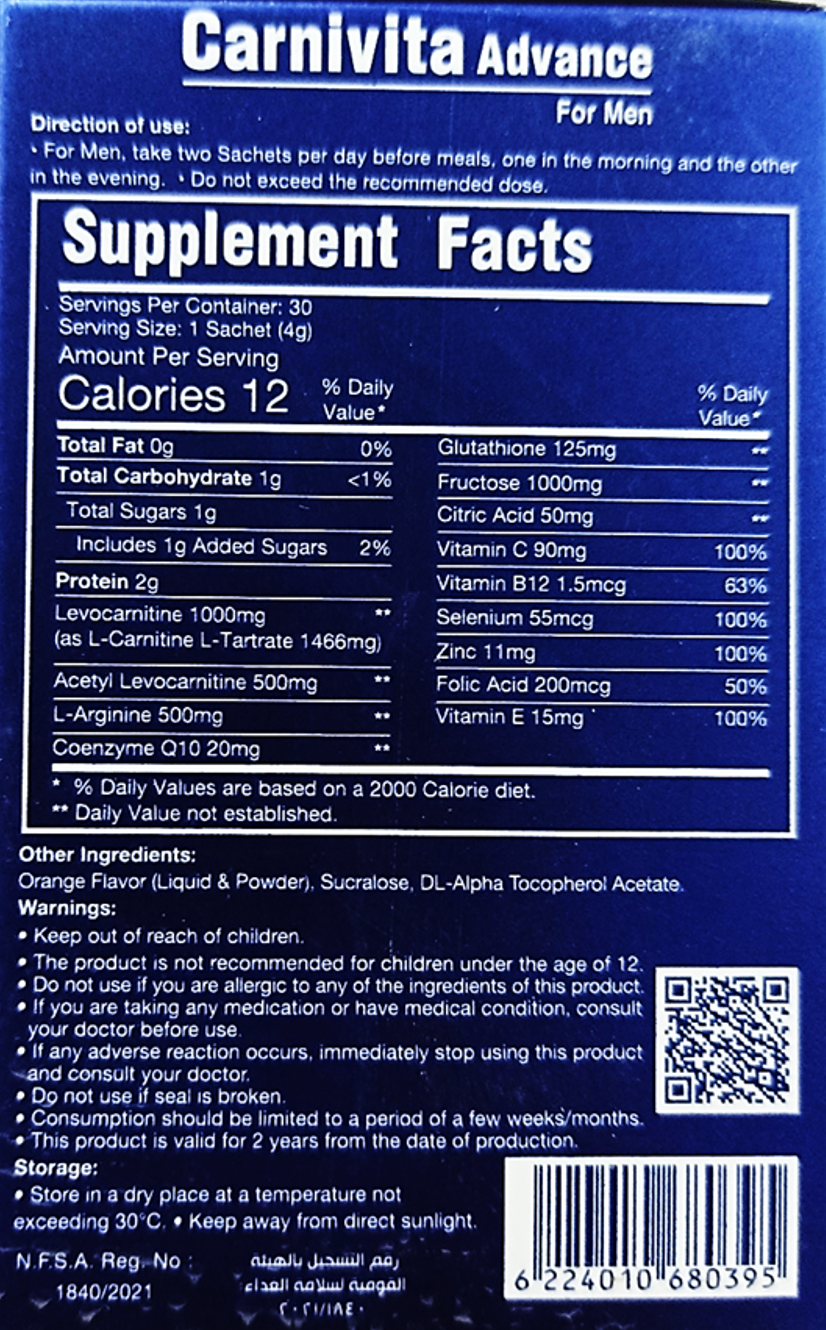 Carnivita Advance
For Men
Direction of use:
• For Men, take two Sachets per day before meals, one in the morning and the other
in the evening. • Do not exceed the recommended dose.
Supplement Facts
Servings Per Container: 30
Serving Size: 1 Sachet (4g)
Amount Per Serving
Calories 12 % Daily Value*
Total Fat 0g 0%
Total Carbohydrate 1g <1%
Total Sugars 1g
Includes 1g Added Sugars 2%
Protein 2g
Levocarnitine 1000mg **
(as L-Carnitine L-Tartrate 1466mg)
Acetyl Levocarnitine 500mg **
L-Arginine 500mg **
Coenzyme Q10 20mg **
% Daily Value*
Glutathione 125mg **
Fructose 1000mg **
Citric Acid 50mg **
Vitamin C 90mg 100%
Vitamin B12 1.5mcg 63%
Selenium 55mcg 100%
Zinc 11mg 100%
Folic Acid 200mcg 50%
Vitamin E 15mg 100%
* % Daily Values are based on a 2000 Calorie diet.
** Daily Value not established.
Other Ingredients:
Orange Flavor (Liquid & Powder), Sucralose, DL-Alpha Tocopherol Acetate.
Warnings:
• Keep out of reach of children.
• The product is not recommended for children under the age of 12.
• Do not use if you are allergic to any of the ingredients of this product.
• If you are taking any medication or have medical condition, consult
your doctor before use.
• If any adverse reaction occurs, immediately stop using this product
and consult your doctor.
• Do not use if seal is broken.
• Consumption should be limited to a period of a few weeks/months.
• This product is valid for 2 years from the date of production.
Storage:
• Store in a dry place at a temperature not
exceeding 30°C. • Keep away from direct sunlight.
N.F.S.A. Reg. No :
1840/2021
رقم التسجيل بالهيئة
القومية لسلامة الغذاء
٢٠٢١/١٨٤٠
6 224010 680395